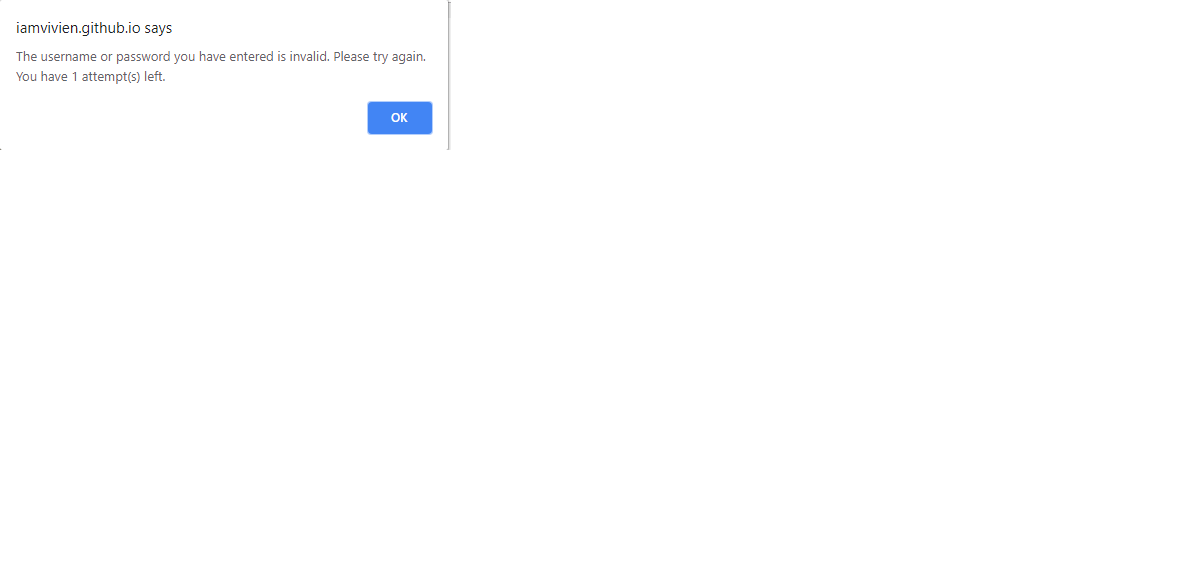 iamvivien.github.io says
The username or password you have entered is invalid. Please try again.
You have 1 attempt(s) left.
OK